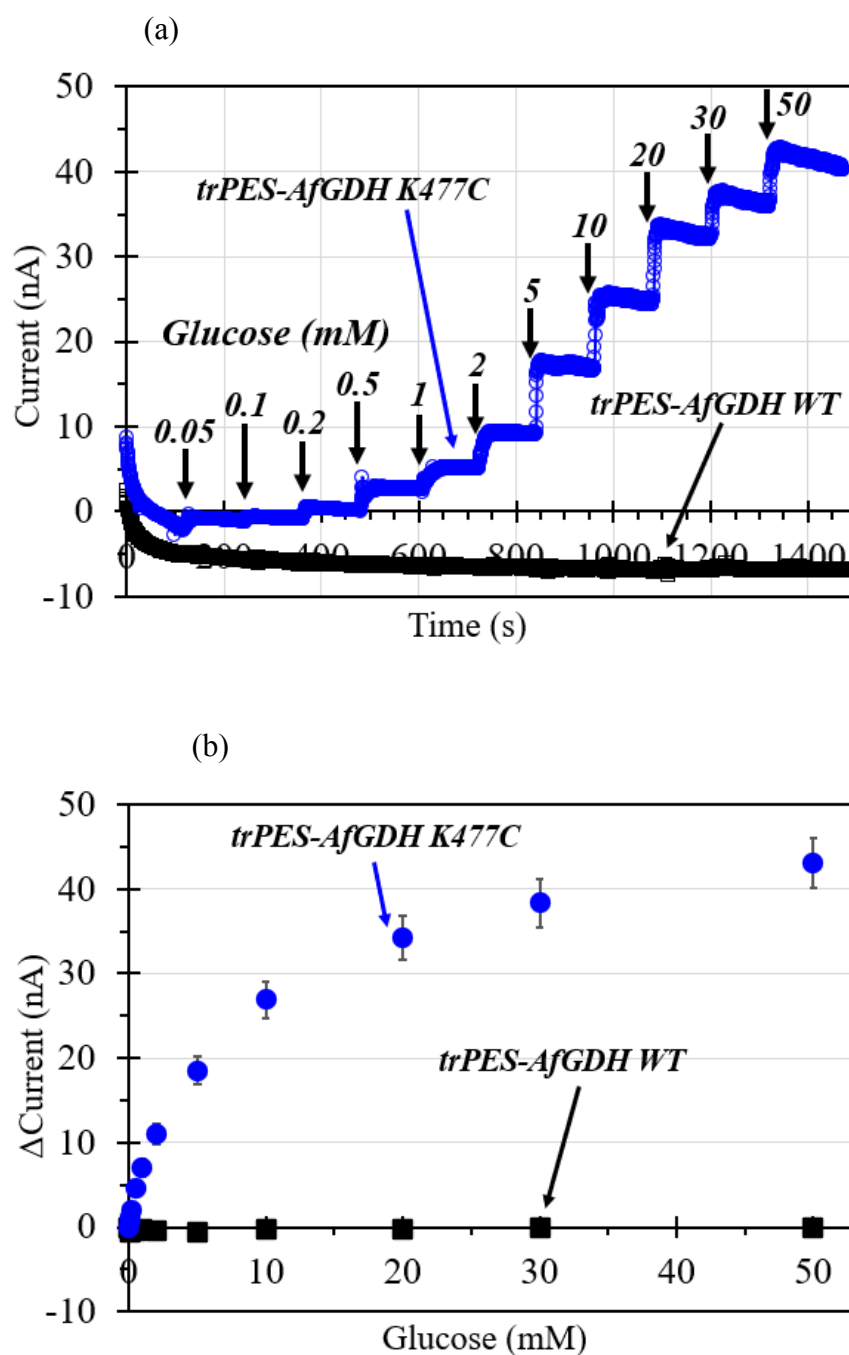 (a)
50
50
30
40
20
trPES-AfGDH K477C
10
30
5
Glucose (mM)
2
20
1
0.5
trPES-AfGDH WT
0.1
0.2
10
0.05
0
0 200 400 600 800 1000 1200 1400
-10
Current (nA)
Time (s)
(b)
50
trPES-AfGDH K477C
40
30
20
trPES-AfGDH WT
10
0
0 10 20 30 40 50
-10
ΔCurrent (nA)
Glucose (mM)